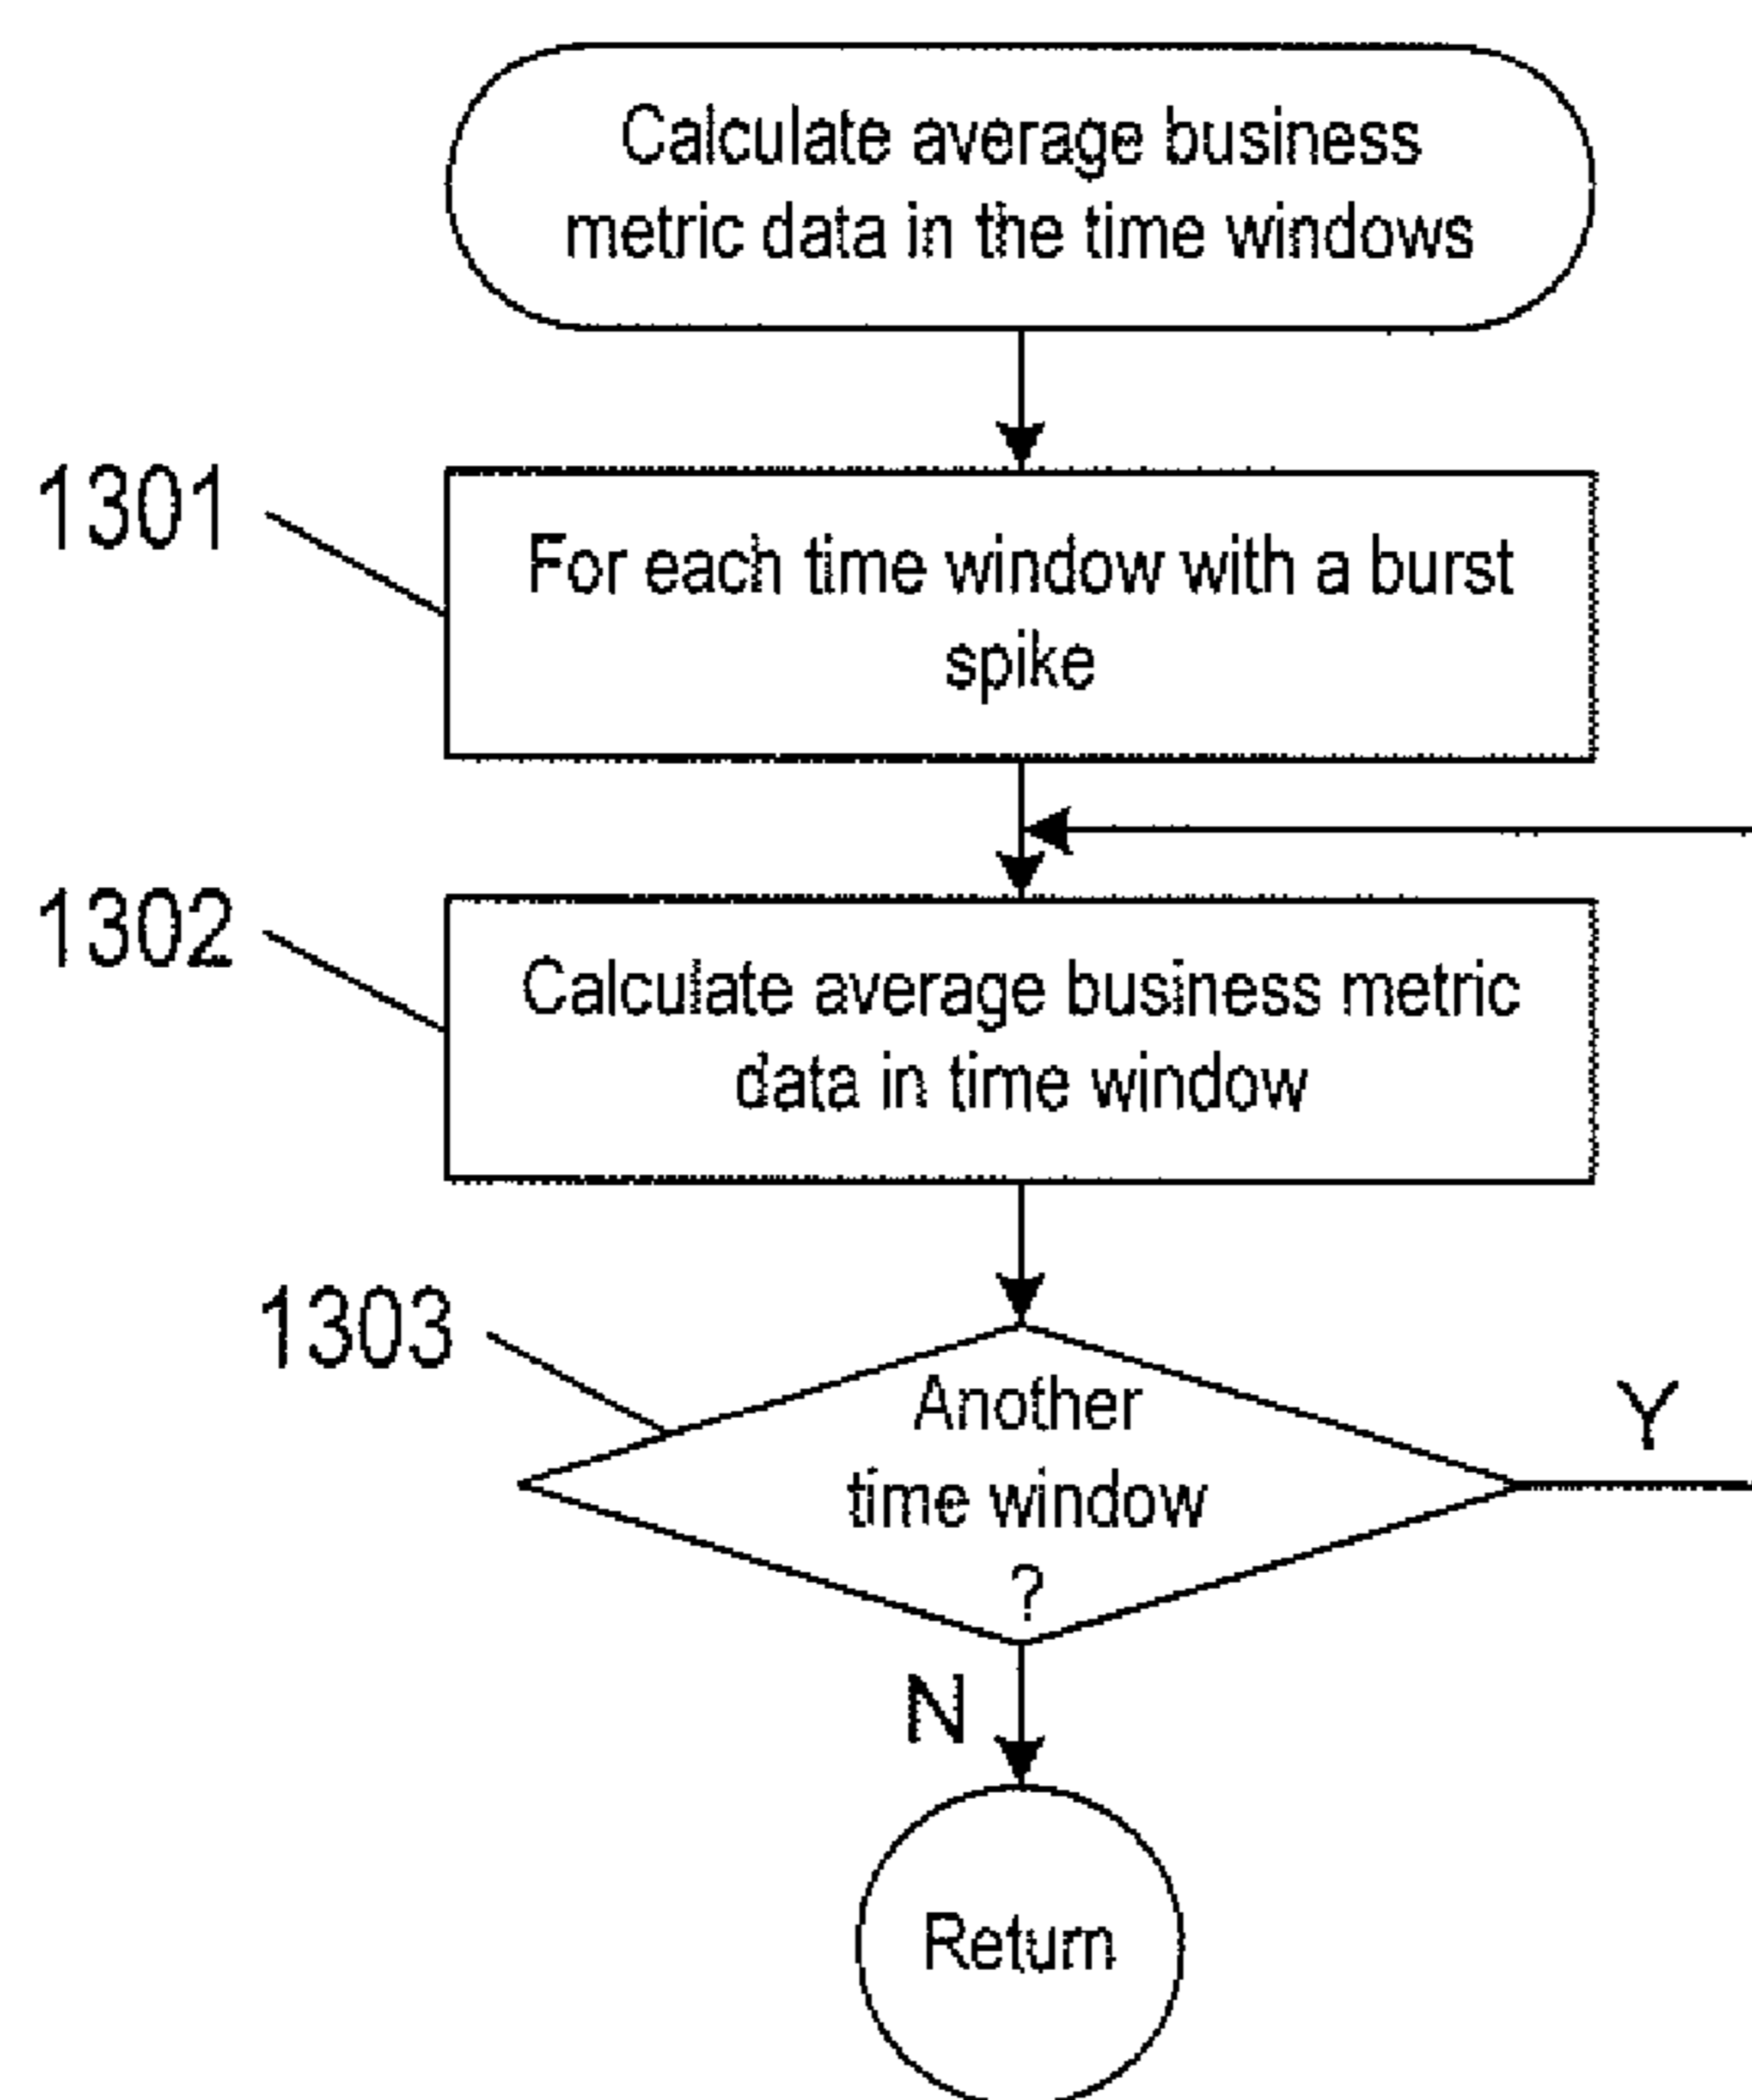 Calculate average business
metric data in the time windows
1301
For each time window with a burst
spike
1302
Calculate average business metric
data in time window
1303
Another
time window
?
Y
N
Return